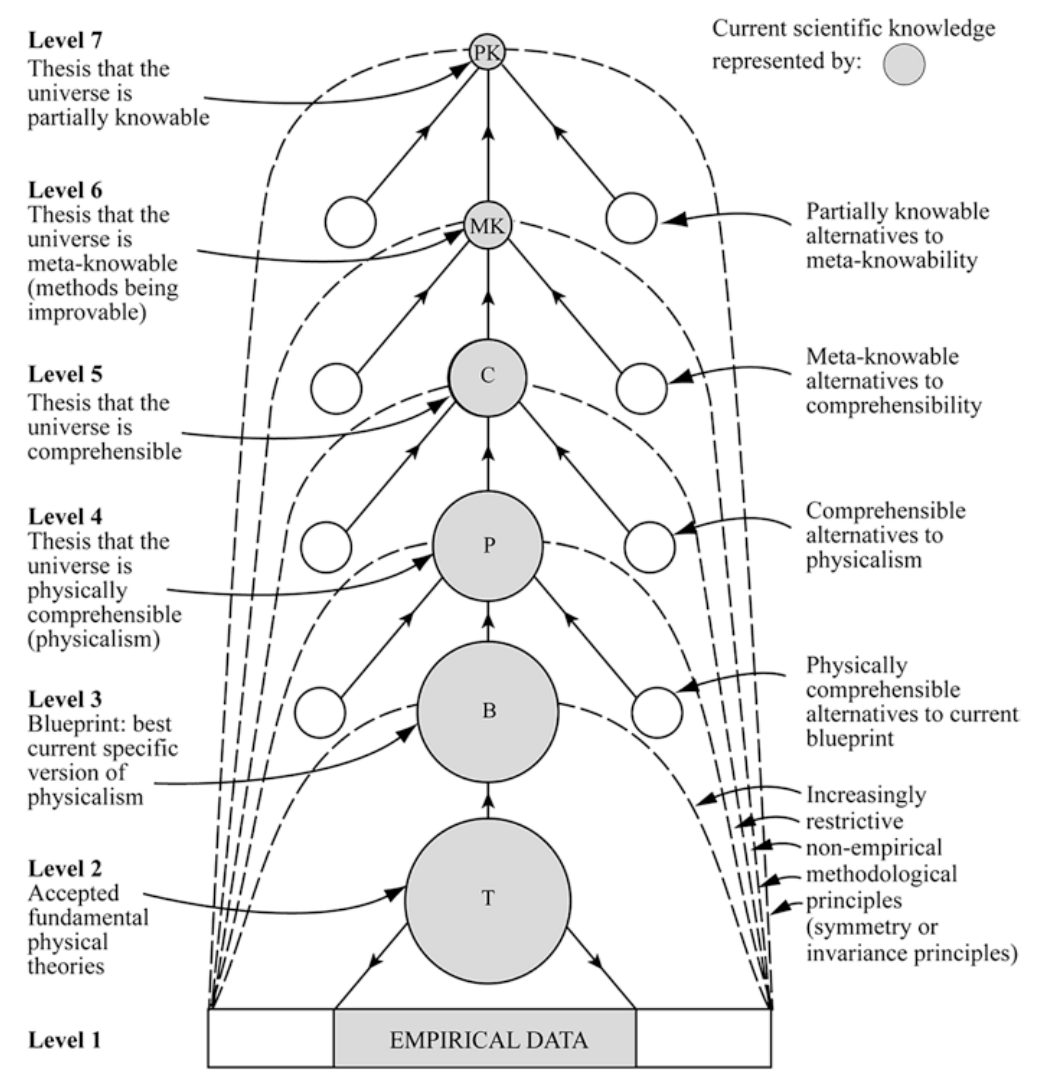 Level 7
Thesis that the
universe is
partially knowable
Level 6
Thesis that the
universe is
meta-knowable
(methods being
improvable)
Level 5
Thesis that the
universe is
comprehensible
Level 4
Thesis that the
universe is
physically
comprehensible
(physicalism)
Level 3
Blueprint: best
current specific
version of
physicalism
Level 2
Accepted
fundamental
physical
theories
Level 1
PK
MK
C
P
B
T
EMPIRICAL DATA
Current scientific knowledge
represented by:
Partially knowable
alternatives to
meta-knowability
Meta-knowable
alternatives to
comprehensibility
Comprehensible
alternatives to
physicalism
Physically
comprehensible
alternatives to current
blueprint
Increasingly
restrictive
non-empirical
methodological
principles
(symmetry or
invariance principles)